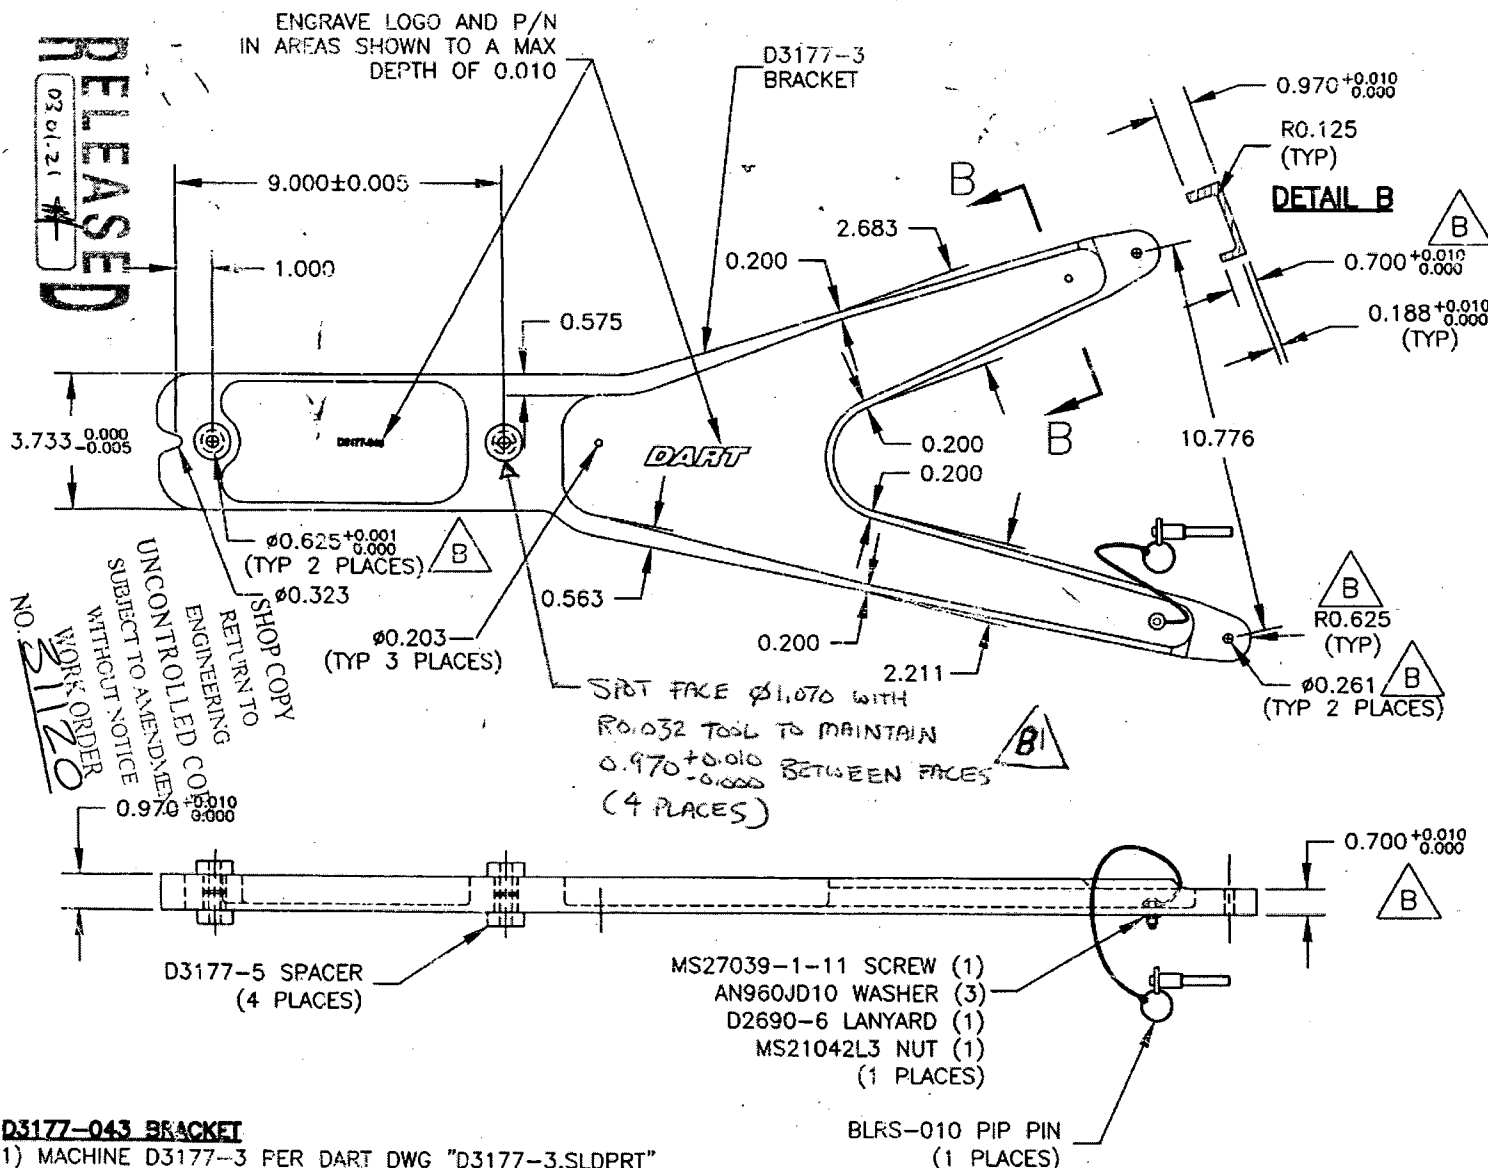 ENGRAVE LOGO AND P/N
IN AREAS SHOWN TO A MAX
DEPTH OF 0.010
D3177-3
BRACKET
0.970 +0.010 0.000
R0.125
(TYP)
DETAIL B
B
0.700 +0.010 0.000
0.188 +0.010 0.000
(TYP)
RELEASED
03.01.21
9.000±0.005
1.000
B
2.683
0.200
0.575
3.733 0.000 -0.005
DART
0.200
0.200
B
10.776
ø0.625 +0.001 0.000
(TYP 2 PLACES)
B
ø0.323
0.563
ø0.203
(TYP 3 PLACES)
0.200
2.211
B
R0.625
(TYP)
ø0.261
(TYP 2 PLACES)
B
SHOP COPY
RETURN TO
ENGINEERING
UNCONTROLLED
SUBJECT TO AMENDMENT
WITHOUT NOTICE
WORK ORDER
NO. 31120
SPOT FACE ø1.070 WITH
R0.032 TOOL TO MAINTAIN
0.970 +0.010 -0.000 BETWEEN FACES
(4 PLACES)
B1
0.970 +0.010 0.000
0.700 +0.010 0.000
B
D3177-5 SPACER
(4 PLACES)
MS27039-1-11 SCREW (1)
AN960JD10 WASHER (3)
D2690-6 LANYARD (1)
MS21042L3 NUT (1)
(1 PLACES)
BLRS-010 PIP PIN
(1 PLACES)
D3177-043 BRACKET
1) MACHINE D3177-3 PER DART DWG "D3177-3.SLDPRT"